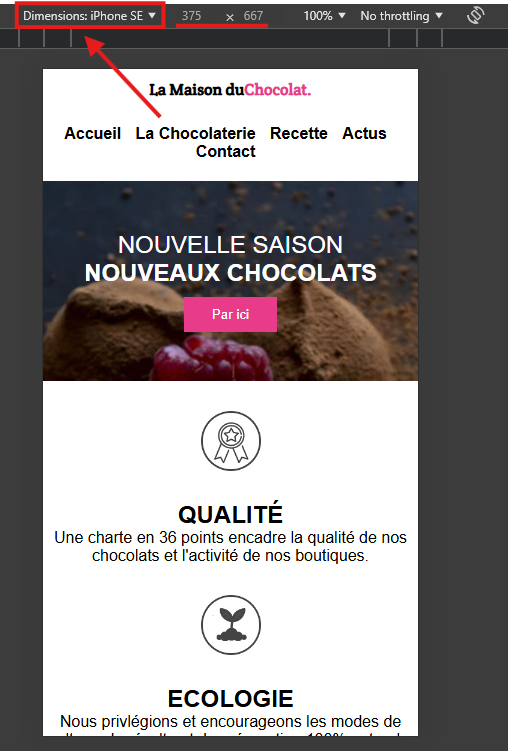 Dimensions: iPhone SE ▼ 375 × 667 100% ▼ No throttling ▼
La Maison duChocolat.
Accueil La Chocolaterie Recette Actus
Contact
NOUVELLE SAISON
NOUVEAUX CHOCOLATS
Par ici
QUALITÉ
Une charte en 36 points encadre la qualité de nos
chocolats et l'activité de nos boutiques.
ECOLOGIE
Nous privlégions et encourageons les modes de